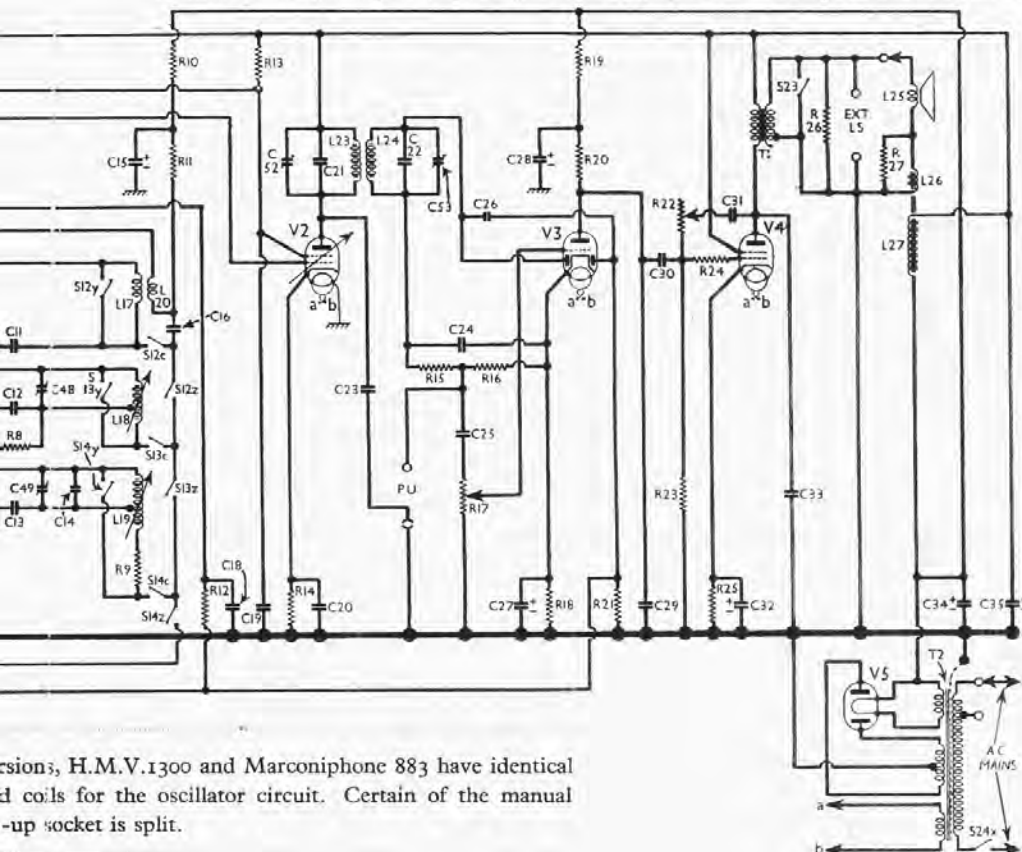 R10
R13
R19
S23
R
26
EXT
LS
L25
C15
+
-
R11
C
52
C21
L23
L24
C
22
C53
C28
+
-
R20
R
27
L26
V2
C26
V3
R22
C31
V4
L27
S12y
L17
L
20
a
b
C30
R24
a
b
a
b
C16
C11
S12c
C24
C23
R15
R16
C12
C48
S
13y
S12z
L18
R8
C25
S14y
S13c
PU
C49
C14
S13z
R17
R23
C33
C13
L19
R9
C18
S14c
R12
C19
R14
C20
C27
+
-
R18
R21
C29
R25
+
-
C32
C34
+
C35
S14z
V5
T2
A.C
MAINS
a
b
S24x
rsions, H.M.V.1300 and Marconiphone 883 have identical
d coils for the oscillator circuit. Certain of the manual
-up socket is split.